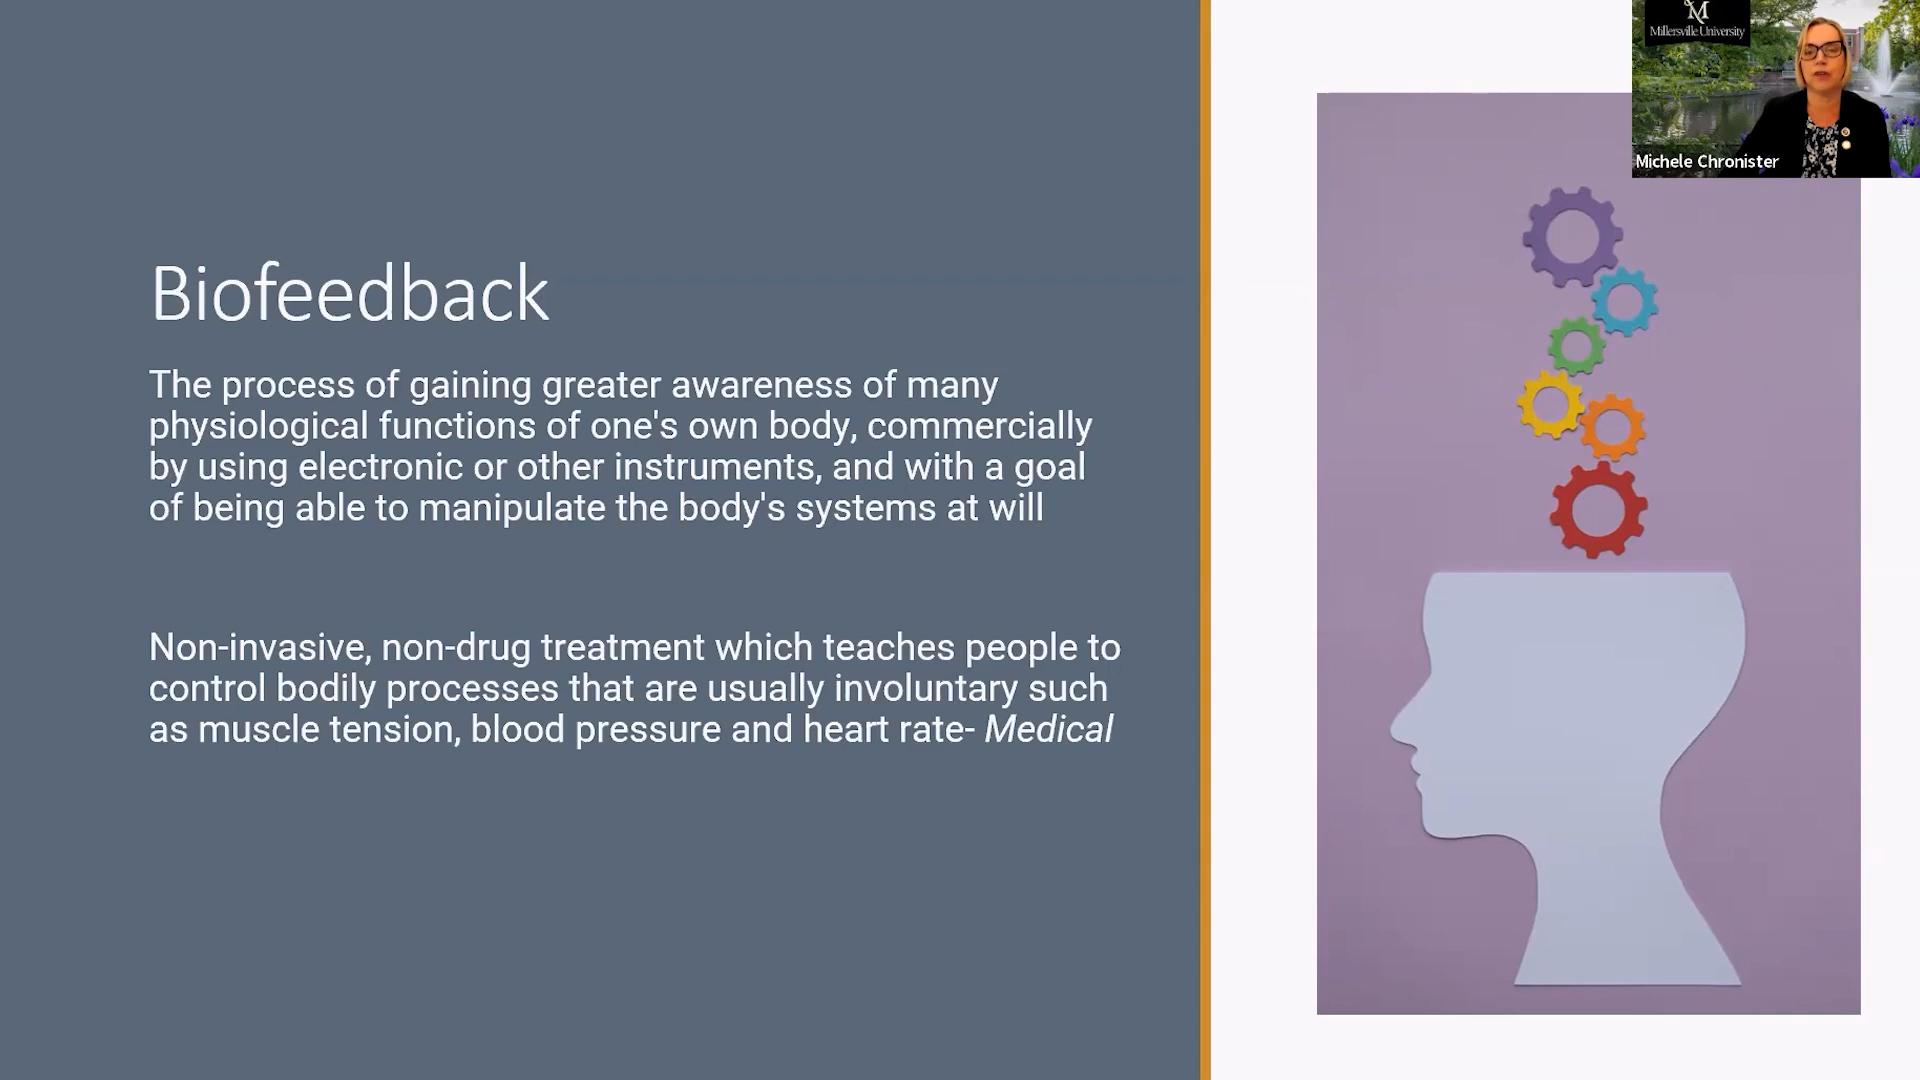 Biofeedback
The process of gaining greater awareness of many
physiological functions of one's own body, commercially
by using electronic or other instruments, and with a goal
of being able to manipulate the body's systems at will
Non-invasive, non-drug treatment which teaches people to
control bodily processes that are usually involuntary such
as muscle tension, blood pressure and heart rate- Medical
M
Millersville University
Michele Chronister